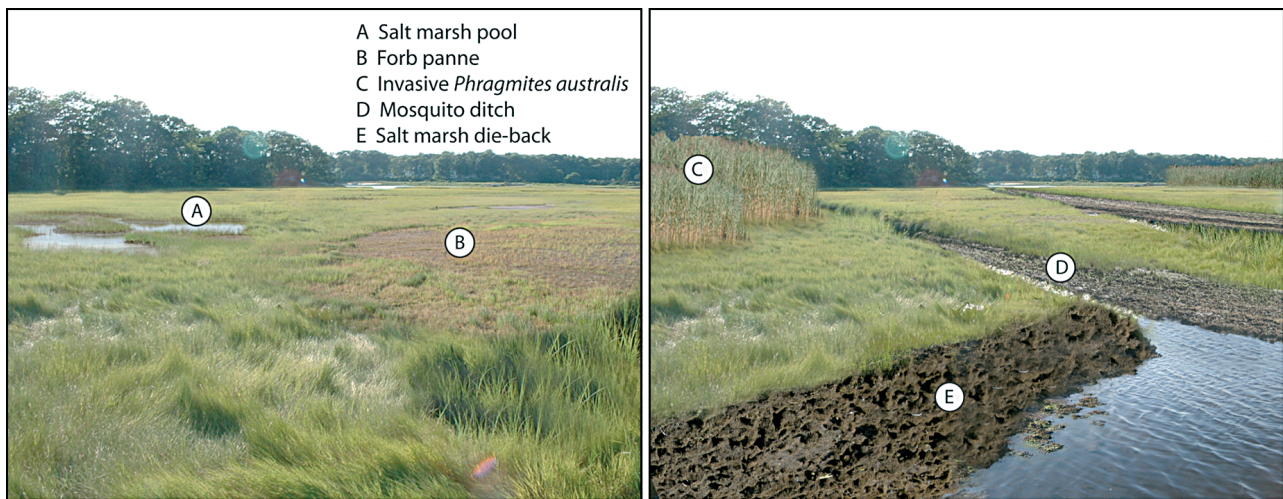 A Salt marsh pool
B Forb panne
C Invasive Phragmites australis
D Mosquito ditch
E Salt marsh die-back
A
B
C
D
E